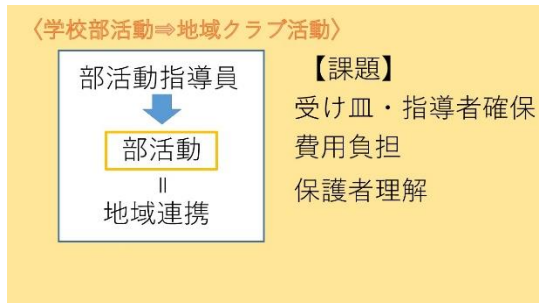 〈学校部活動⇒地域クラブ活動〉
部活動指導員
部活動
＝
地域連携
【課題】
受け皿・指導者確保
費用負担
保護者理解